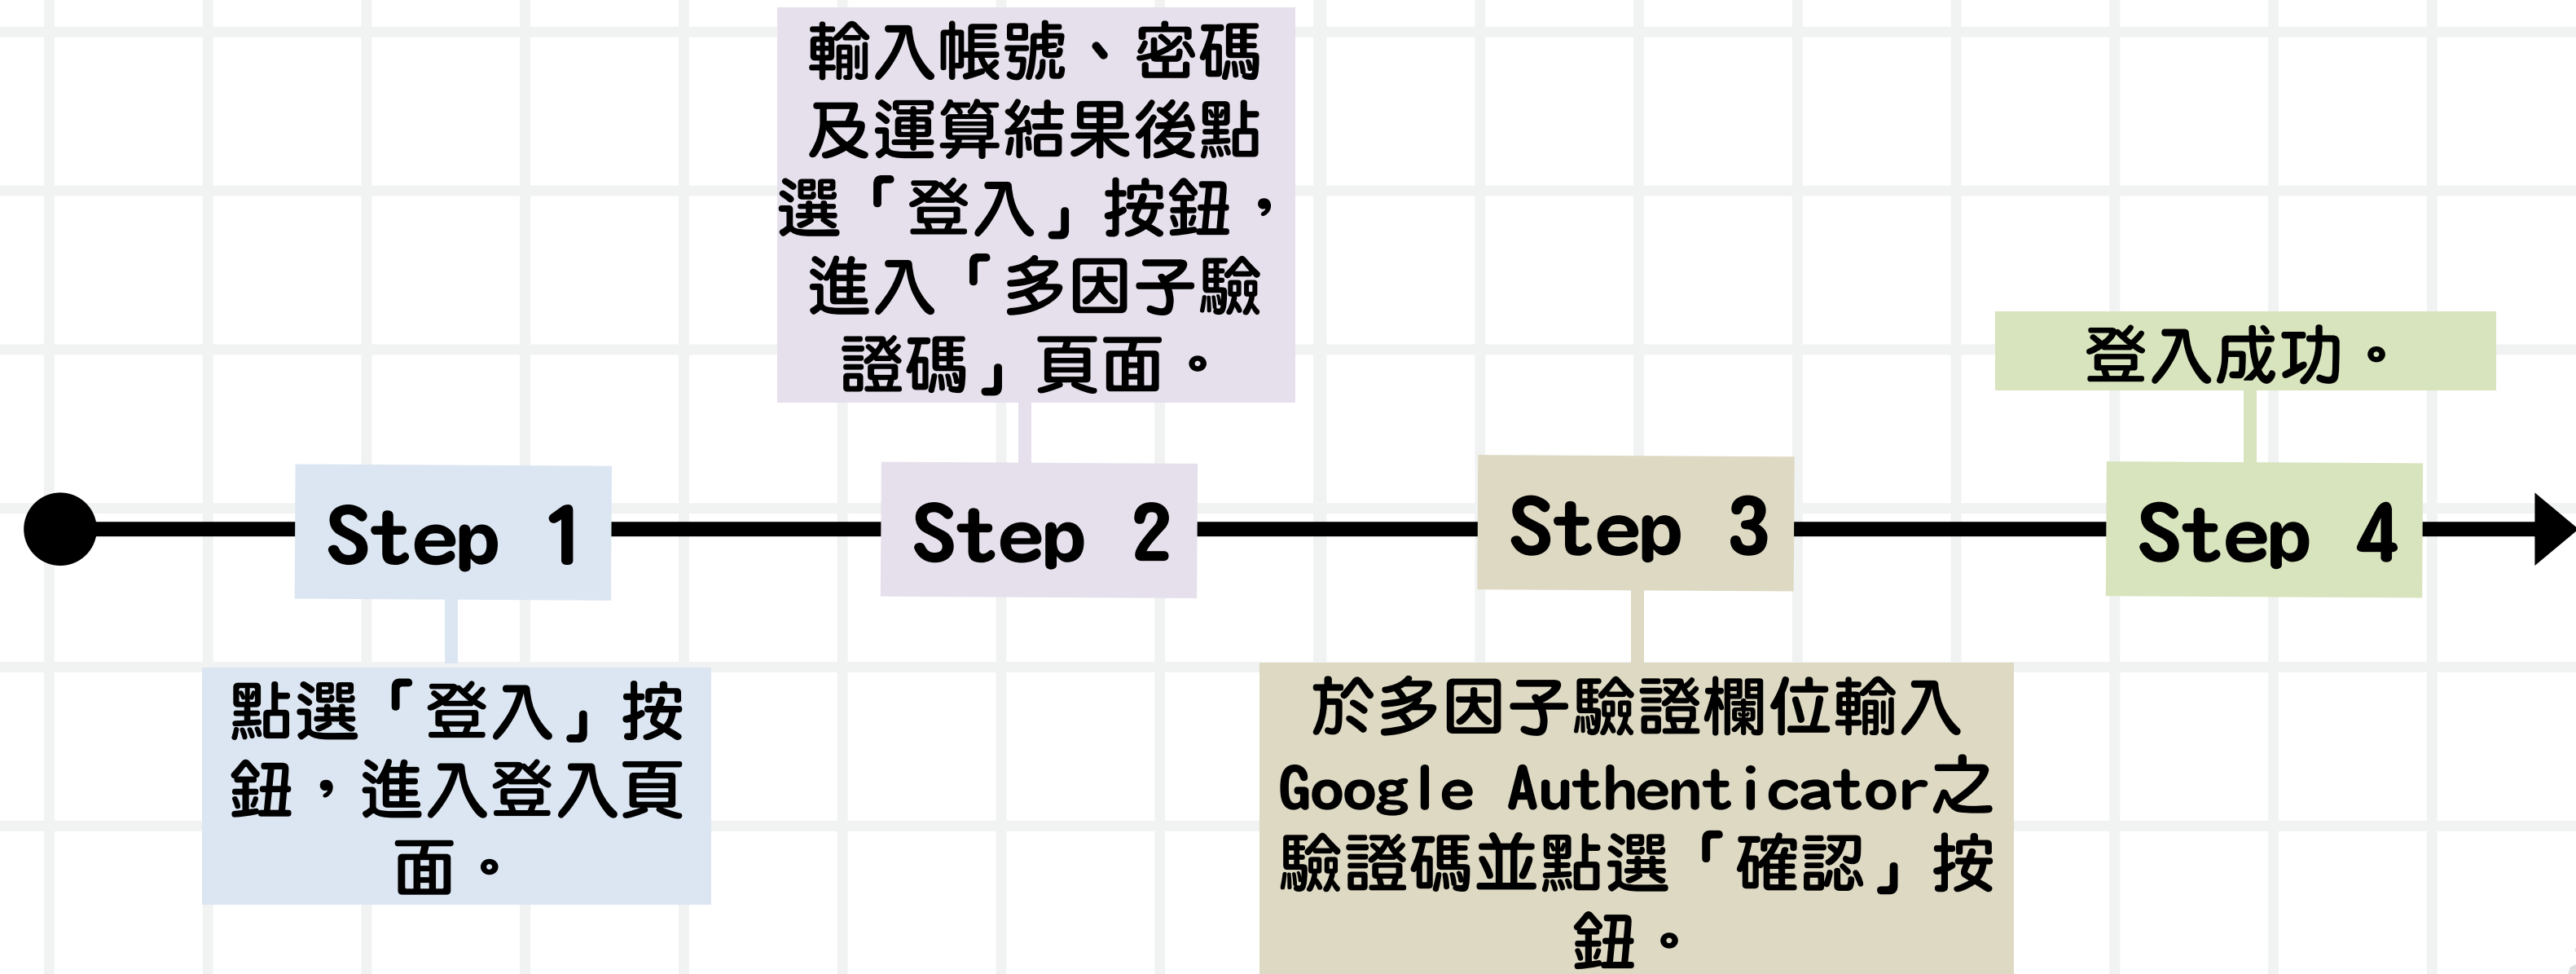 輸入帳號、密碼
及運算結果後點
選「登入」按鈕，
進入「多因子驗
證碼」頁面。
登入成功。
Step 1
Step 2
Step 3
Step 4
點選「登入」按
鈕，進入登入頁
面。
於多因子驗證欄位輸入
Google Authenticator之
驗證碼並點選「確認」按
鈕。